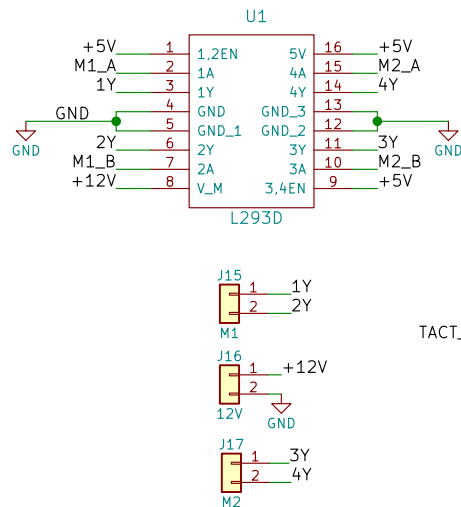 U1
+5V 1 1,2EN 5V 16 +5V
M1_A 2 1A 4A 15 M2_A
1Y 3 1Y 4Y 14 4Y
GND 4 GND GND_3 13
GND 5 GND_1 GND_2 12 GND
2Y 6 2Y 3Y 11 3Y
M1_B 7 2A 3A 10 M2_B
+12V 8 V_M 3,4EN 9 +5V
L293D
J15
1 1Y
2 2Y
M1
TACT_
J16
1 +12V
2
12V GND
J17
1 3Y
2 4Y
M2